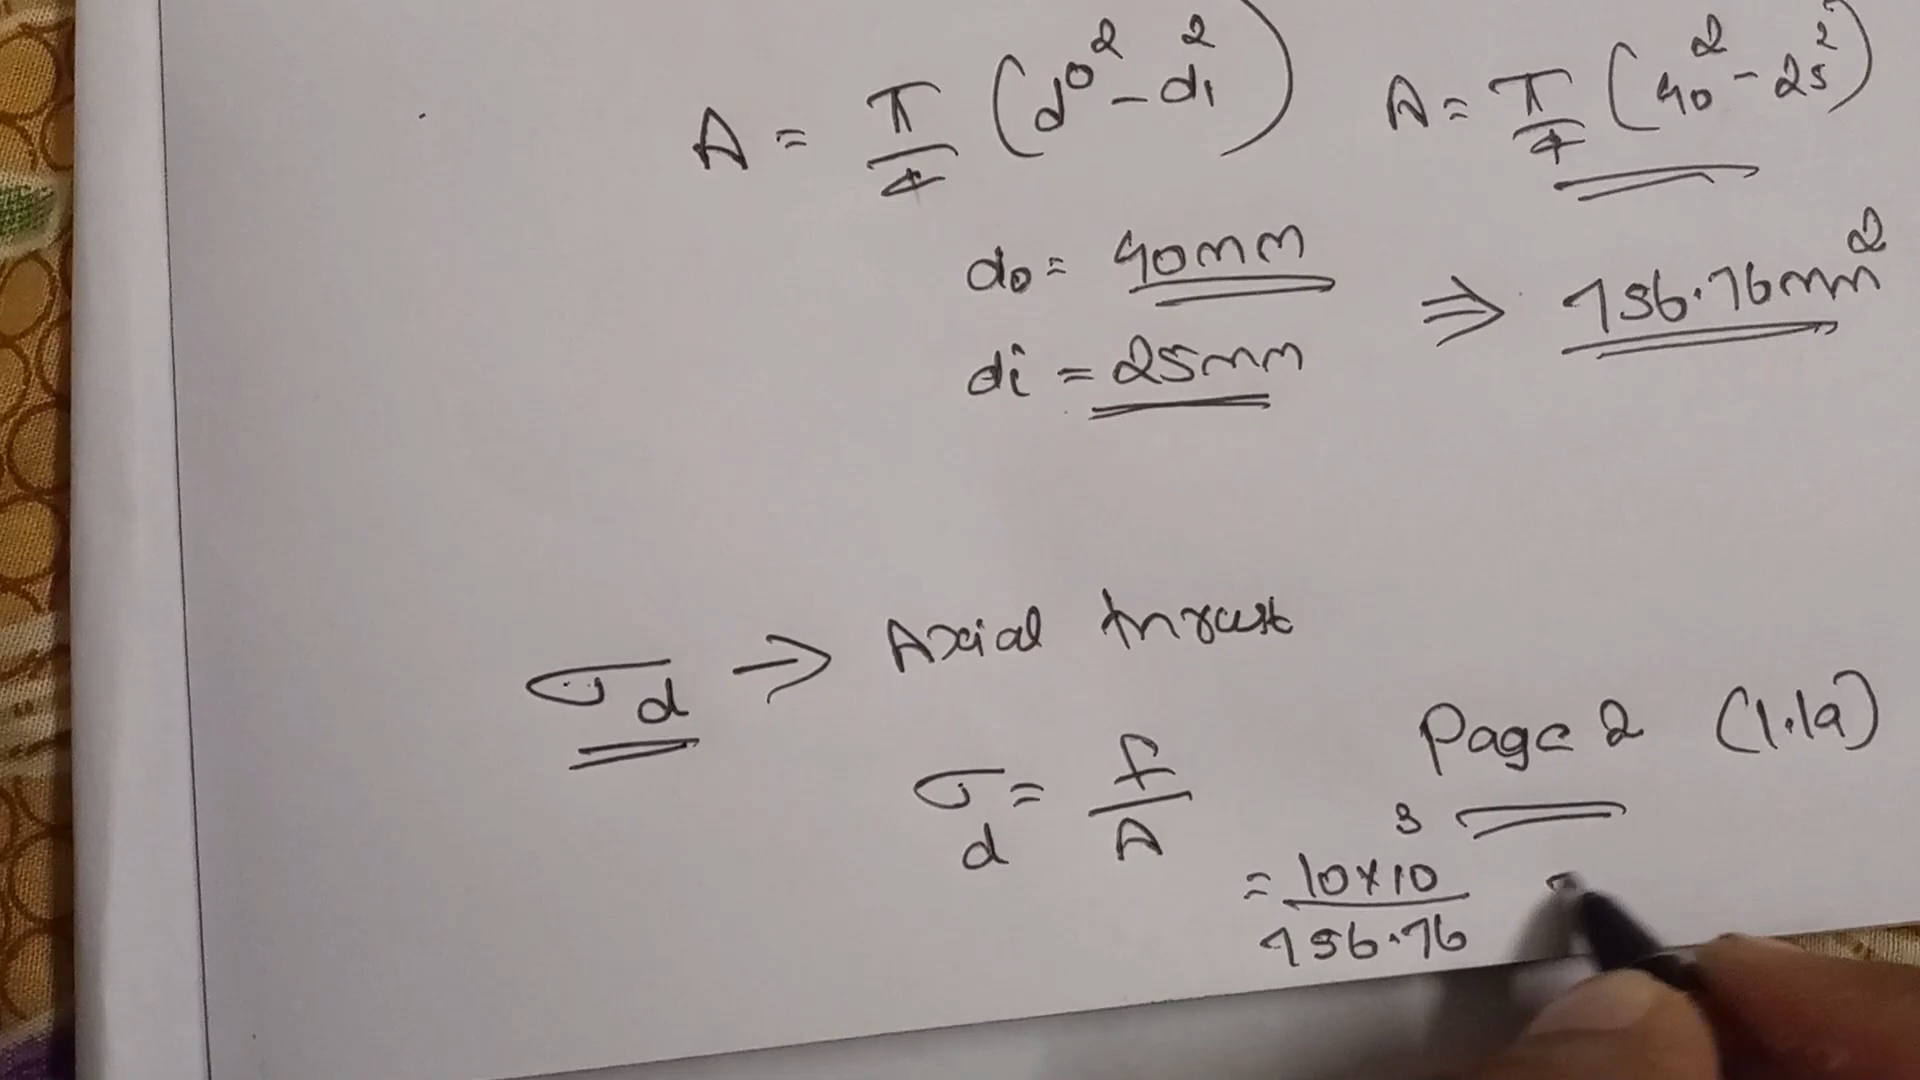 A = π/4 (do² - di²) A = π/4 (40² - 25²)
do = 40mm ⇒ 756.76mm²
di = 25mm
σd → Axial thrust
Page 2 (1.1a)
σd = f/A
= 10×10³/756.76